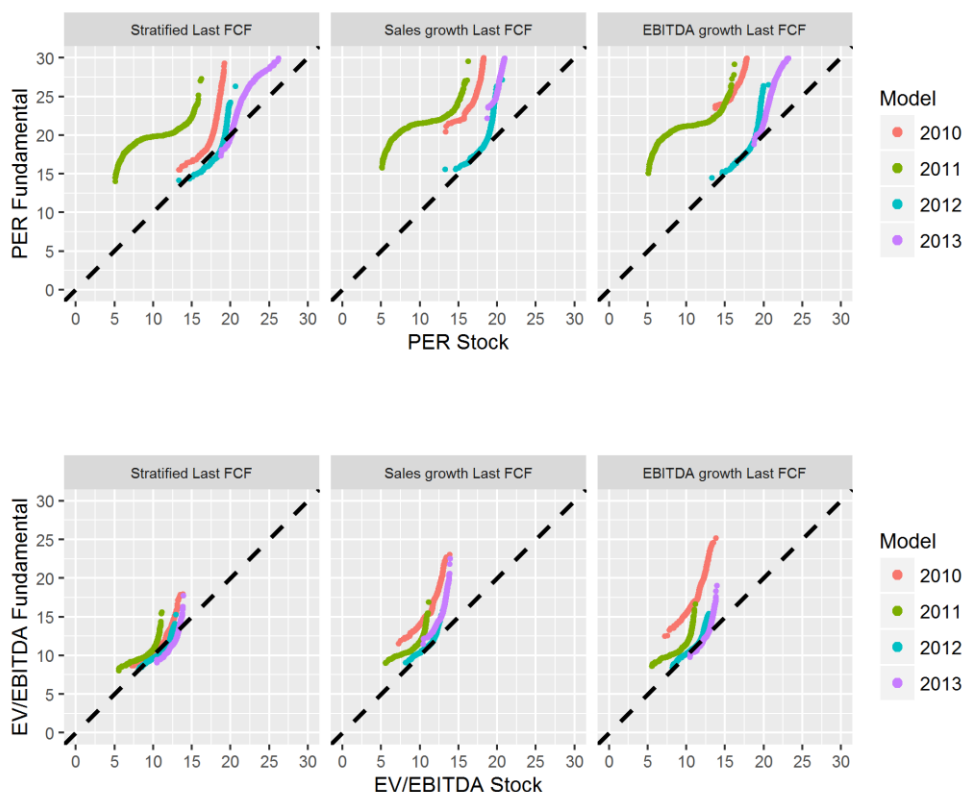 Stratified Last FCF Sales growth Last FCF EBITDA growth Last FCF
30
25
20
15
10
5
0
PER Fundamental
0 5 10 15 20 25 30 0 5 10 15 20 25 30 0 5 10 15 20 25 30
PER Stock
Model
2010
2011
2012
2013
Stratified Last FCF Sales growth Last FCF EBITDA growth Last FCF
30
25
20
15
10
5
0
EV/EBITDA Fundamental
0 5 10 15 20 25 30 0 5 10 15 20 25 30 0 5 10 15 20 25 30
EV/EBITDA Stock
Model
2010
2011
2012
2013